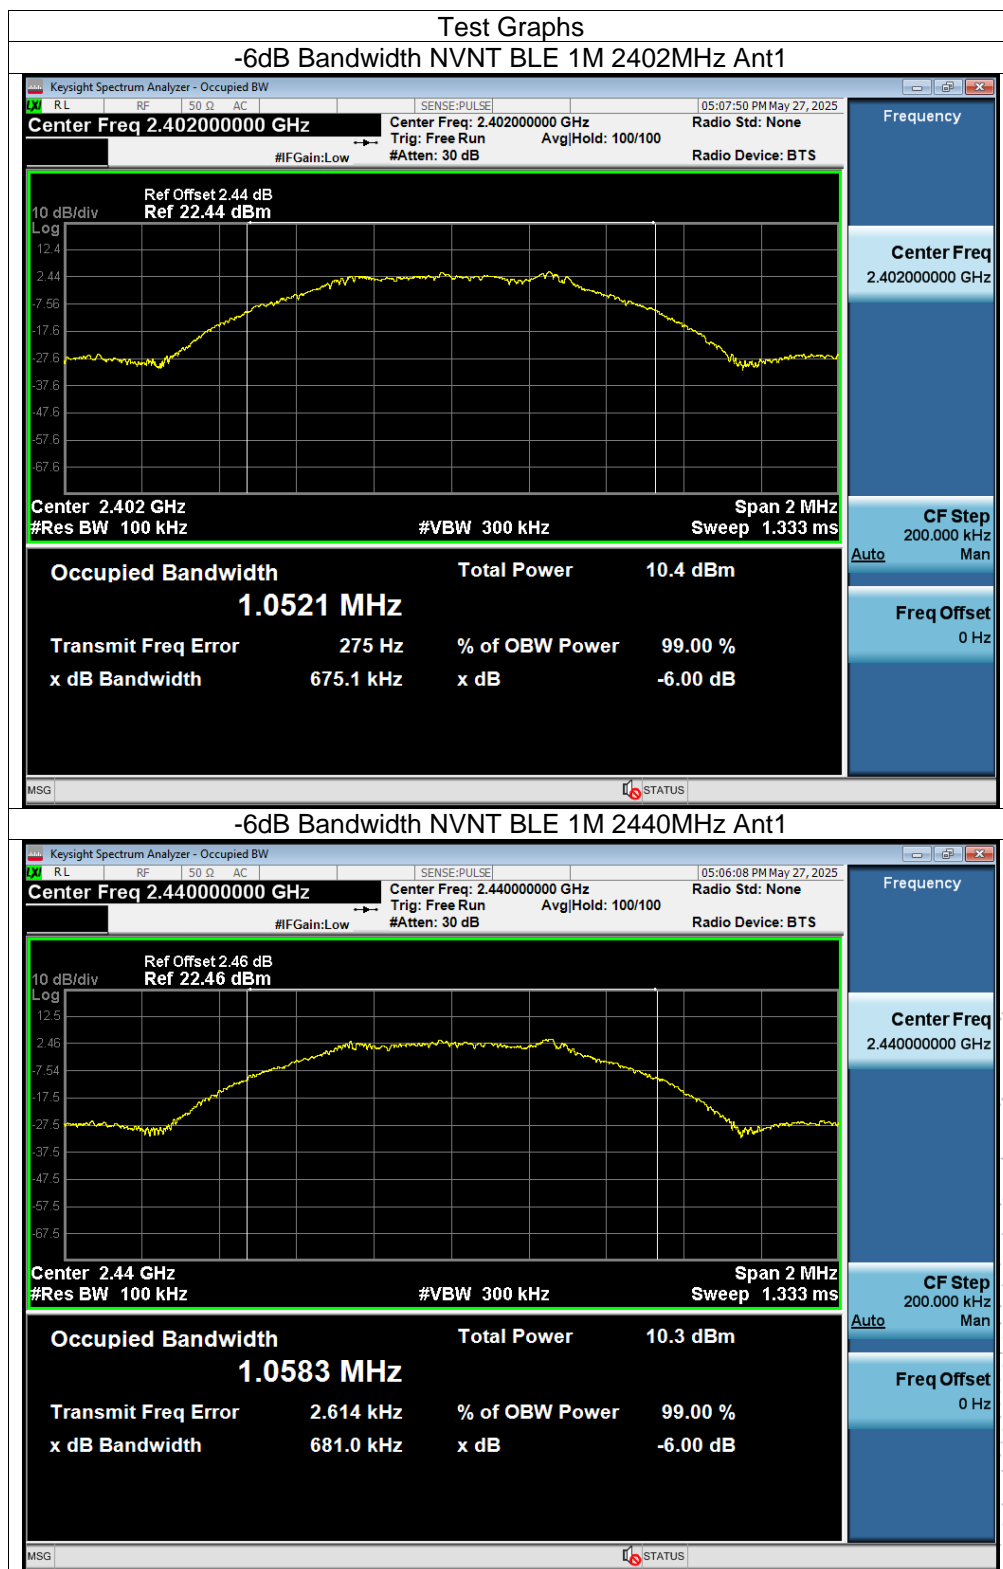 Test Graphs
-6dB Bandwidth NVNT BLE 1M 2402MHz Ant1
Keysight Spectrum Analyzer - Occupied BW
LXI RL RF 50 Ω AC SENSE:PULSE 05:07:50 PM May 27, 2025
Center Freq 2.402000000 GHz Center Freq: 2.402000000 GHz Radio Std: None Frequency
Trig: Free Run Avg|Hold: 100/100
#IFGain:Low #Atten: 30 dB Radio Device: BTS
Ref Offset 2.44 dB
10 dB/div Ref 22.44 dBm
Log
12.4
2.44
-7.56
-17.6
-27.6
-37.6
-47.6
-57.6
-67.6
Center Freq
2.402000000 GHz
Center 2.402 GHz Span 2 MHz
#Res BW 100 kHz #VBW 300 kHz Sweep 1.333 ms
CF Step
200.000 kHz
Auto Man
Freq Offset
0 Hz
Occupied Bandwidth Total Power 10.4 dBm
1.0521 MHz
Transmit Freq Error 275 Hz % of OBW Power 99.00 %
x dB Bandwidth 675.1 kHz x dB -6.00 dB
MSG STATUS
-6dB Bandwidth NVNT BLE 1M 2440MHz Ant1
Keysight Spectrum Analyzer - Occupied BW
LXI RL RF 50 Ω AC SENSE:PULSE 05:06:08 PM May 27, 2025
Center Freq 2.440000000 GHz Center Freq: 2.440000000 GHz Radio Std: None Frequency
Trig: Free Run Avg|Hold: 100/100
#IFGain:Low #Atten: 30 dB Radio Device: BTS
Ref Offset 2.46 dB
10 dB/div Ref 22.46 dBm
Log
12.5
2.46
-7.54
-17.5
-27.5
-37.5
-47.5
-57.5
-67.5
Center Freq
2.440000000 GHz
Center 2.44 GHz Span 2 MHz
#Res BW 100 kHz #VBW 300 kHz Sweep 1.333 ms
CF Step
200.000 kHz
Auto Man
Freq Offset
0 Hz
Occupied Bandwidth Total Power 10.3 dBm
1.0583 MHz
Transmit Freq Error 2.614 kHz % of OBW Power 99.00 %
x dB Bandwidth 681.0 kHz x dB -6.00 dB
MSG STATUS